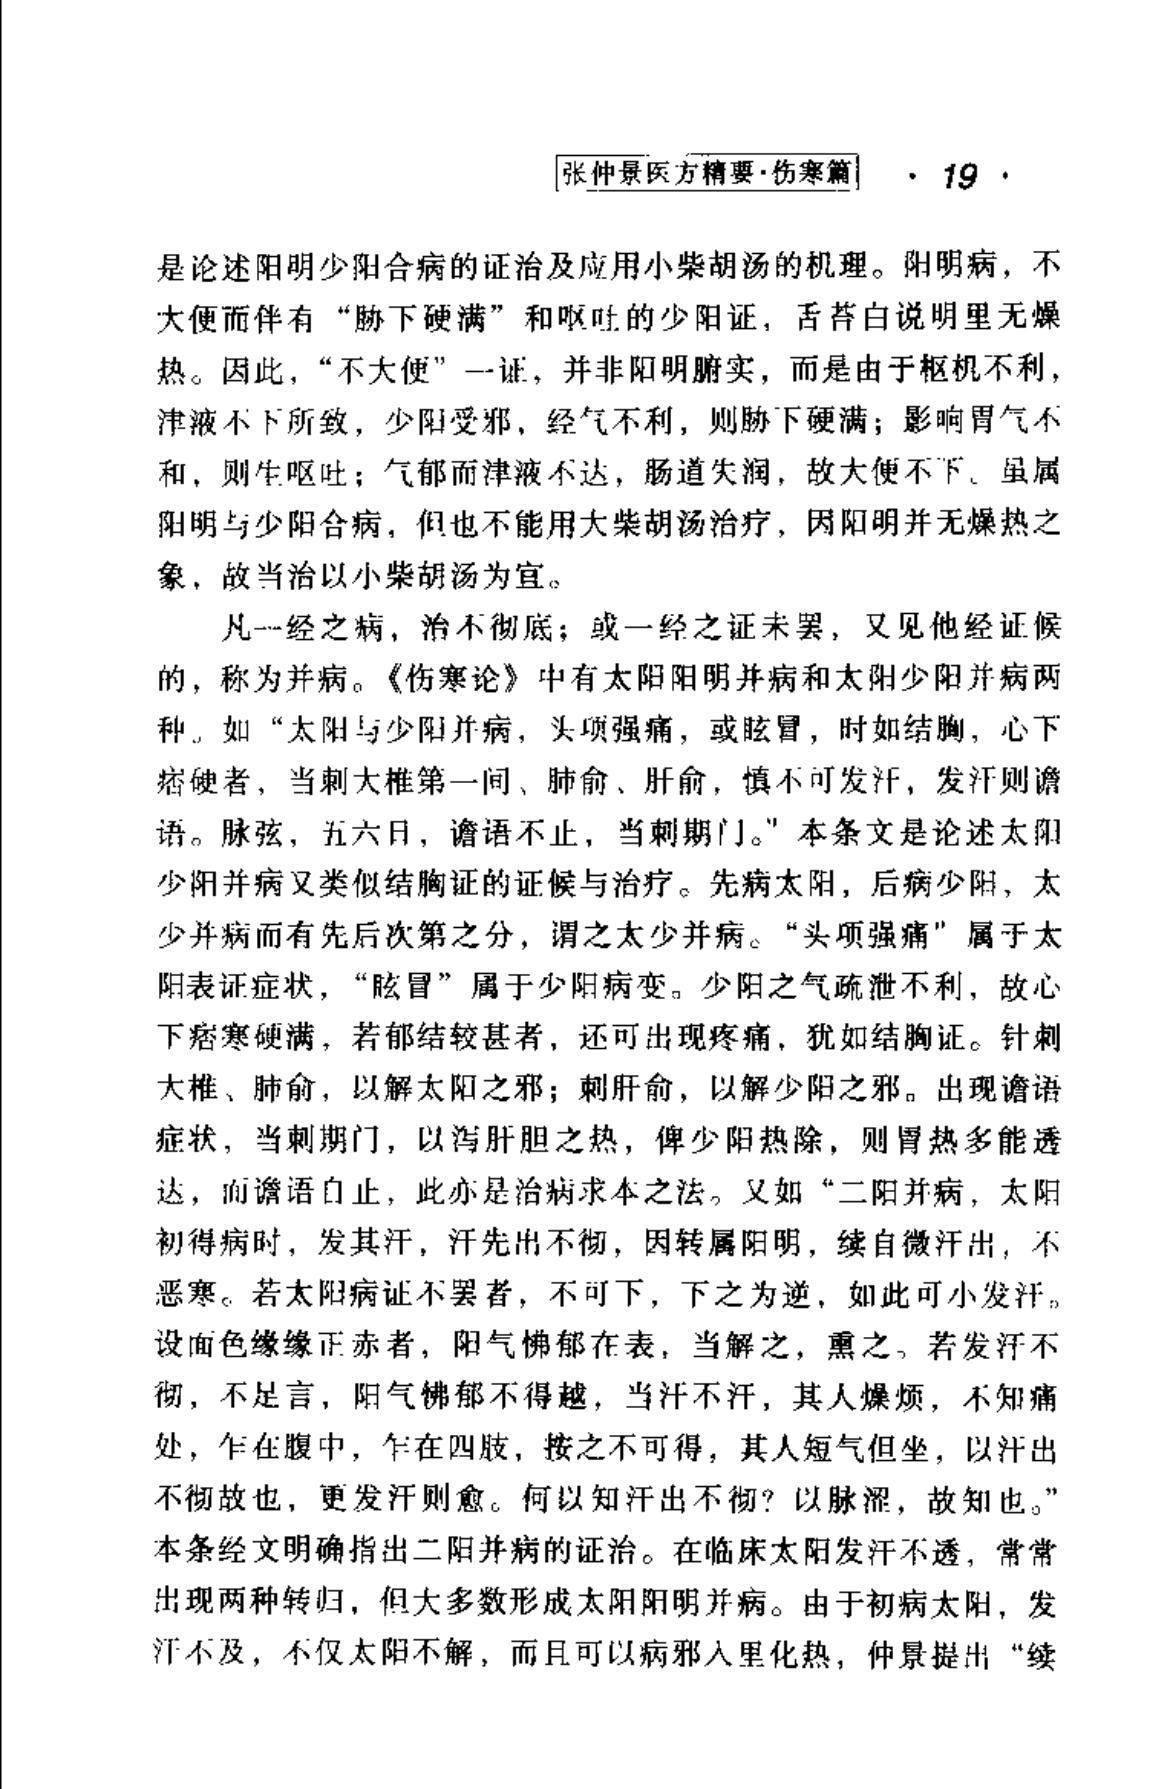 张仲景医方精要·伤寒篇 · 19 ·
是论述阳明少阳合病的证治及应用小柴胡汤的机理。阳明病，不
大便而伴有“胁下硬满”和呕吐的少阳证，舌苔白说明里无燥
热。因此，“不大便”一证，并非阳明腑实，而是由于枢机不利，
津液不下所致，少阳受邪，经气不利，则胁下硬满；影响胃气不
和，则生呕吐；气郁而津液不达，肠道失润，故大便不下。虽属
阳明与少阳合病，但也不能用大柴胡汤治疗，因阳明并无燥热之
象，故当治以小柴胡汤为宜。
凡一经之病，治不彻底；或一经之证未罢，又见他经证候
的，称为并病。《伤寒论》中有太阳阳明并病和太阳少阳并病两
种。如“太阳与少阳并病，头项强痛，或眩冒，时如结胸，心下
痞硬者，当刺大椎第一间、肺俞、肝俞，慎不可发汗，发汗则谵
语。脉弦，五六日，谵语不止，当刺期门。”本条文是论述太阳
少阳并病又类似结胸证的证候与治疗。先病太阳，后病少阳，太
少并病而有先后次第之分，谓之太少并病。“头项强痛”属于太
阳表证症状，“眩冒”属于少阳病变。少阳之气疏泄不利，故心
下痞寒硬满，若郁结较甚者，还可出现疼痛，犹如结胸证。针刺
大椎、肺俞，以解太阳之邪；刺肝俞，以解少阳之邪。出现谵语
症状，当刺期门，以泻肝胆之热，俾少阳热除，则胃热多能透
达，而谵语自止，此亦是治病求本之法。又如“二阳并病，太阳
初得病时，发其汗，汗先出不彻，因转属阳明，续自微汗出，不
恶寒。若太阳病证不罢者，不可下，下之为逆，如此可小发汗。
设面色缘缘正赤者，阳气怫郁在表，当解之，熏之。若发汗不
彻，不足言，阳气怫郁不得越，当汗不汗，其人燥烦，不知痛
处，乍在腹中，乍在四肢，按之不可得，其人短气但坐，以汗出
不彻故也，更发汗则愈。何以知汗出不彻？以脉涩，故知也。”
本条经文明确指出二阳并病的证治。在临床太阳发汗不透，常常
出现两种转归，但大多数形成太阳阳明并病。由于初病太阳，发
汗不及，不仅太阳不解，而且可以病邪入里化热，仲景提出“续